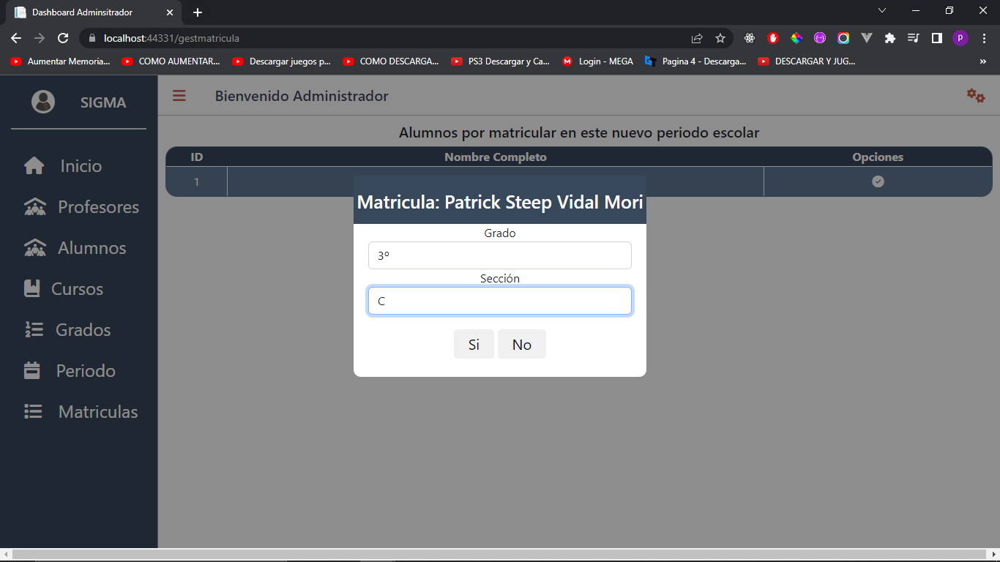 Dashboard Adminsitrador
localhost:44331/gestmatricula
p
Aumentar Memoria... COMO AUMENTAR... Descargar juegos p... COMO DESCARGA... PS3 Descargar y Ca... Login - MEGA Pagina 4 - Descarga... DESCARGAR Y JUG... »
SIGMA
Bienvenido Administrador
Inicio
Profesores
Alumnos
Cursos
Grados
Periodo
Matriculas
Alumnos por matricular en este nuevo periodo escolar
ID Nombre Completo Opciones
1
Matricula: Patrick Steep Vidal Mori
Grado
3º
Sección
C
Si No